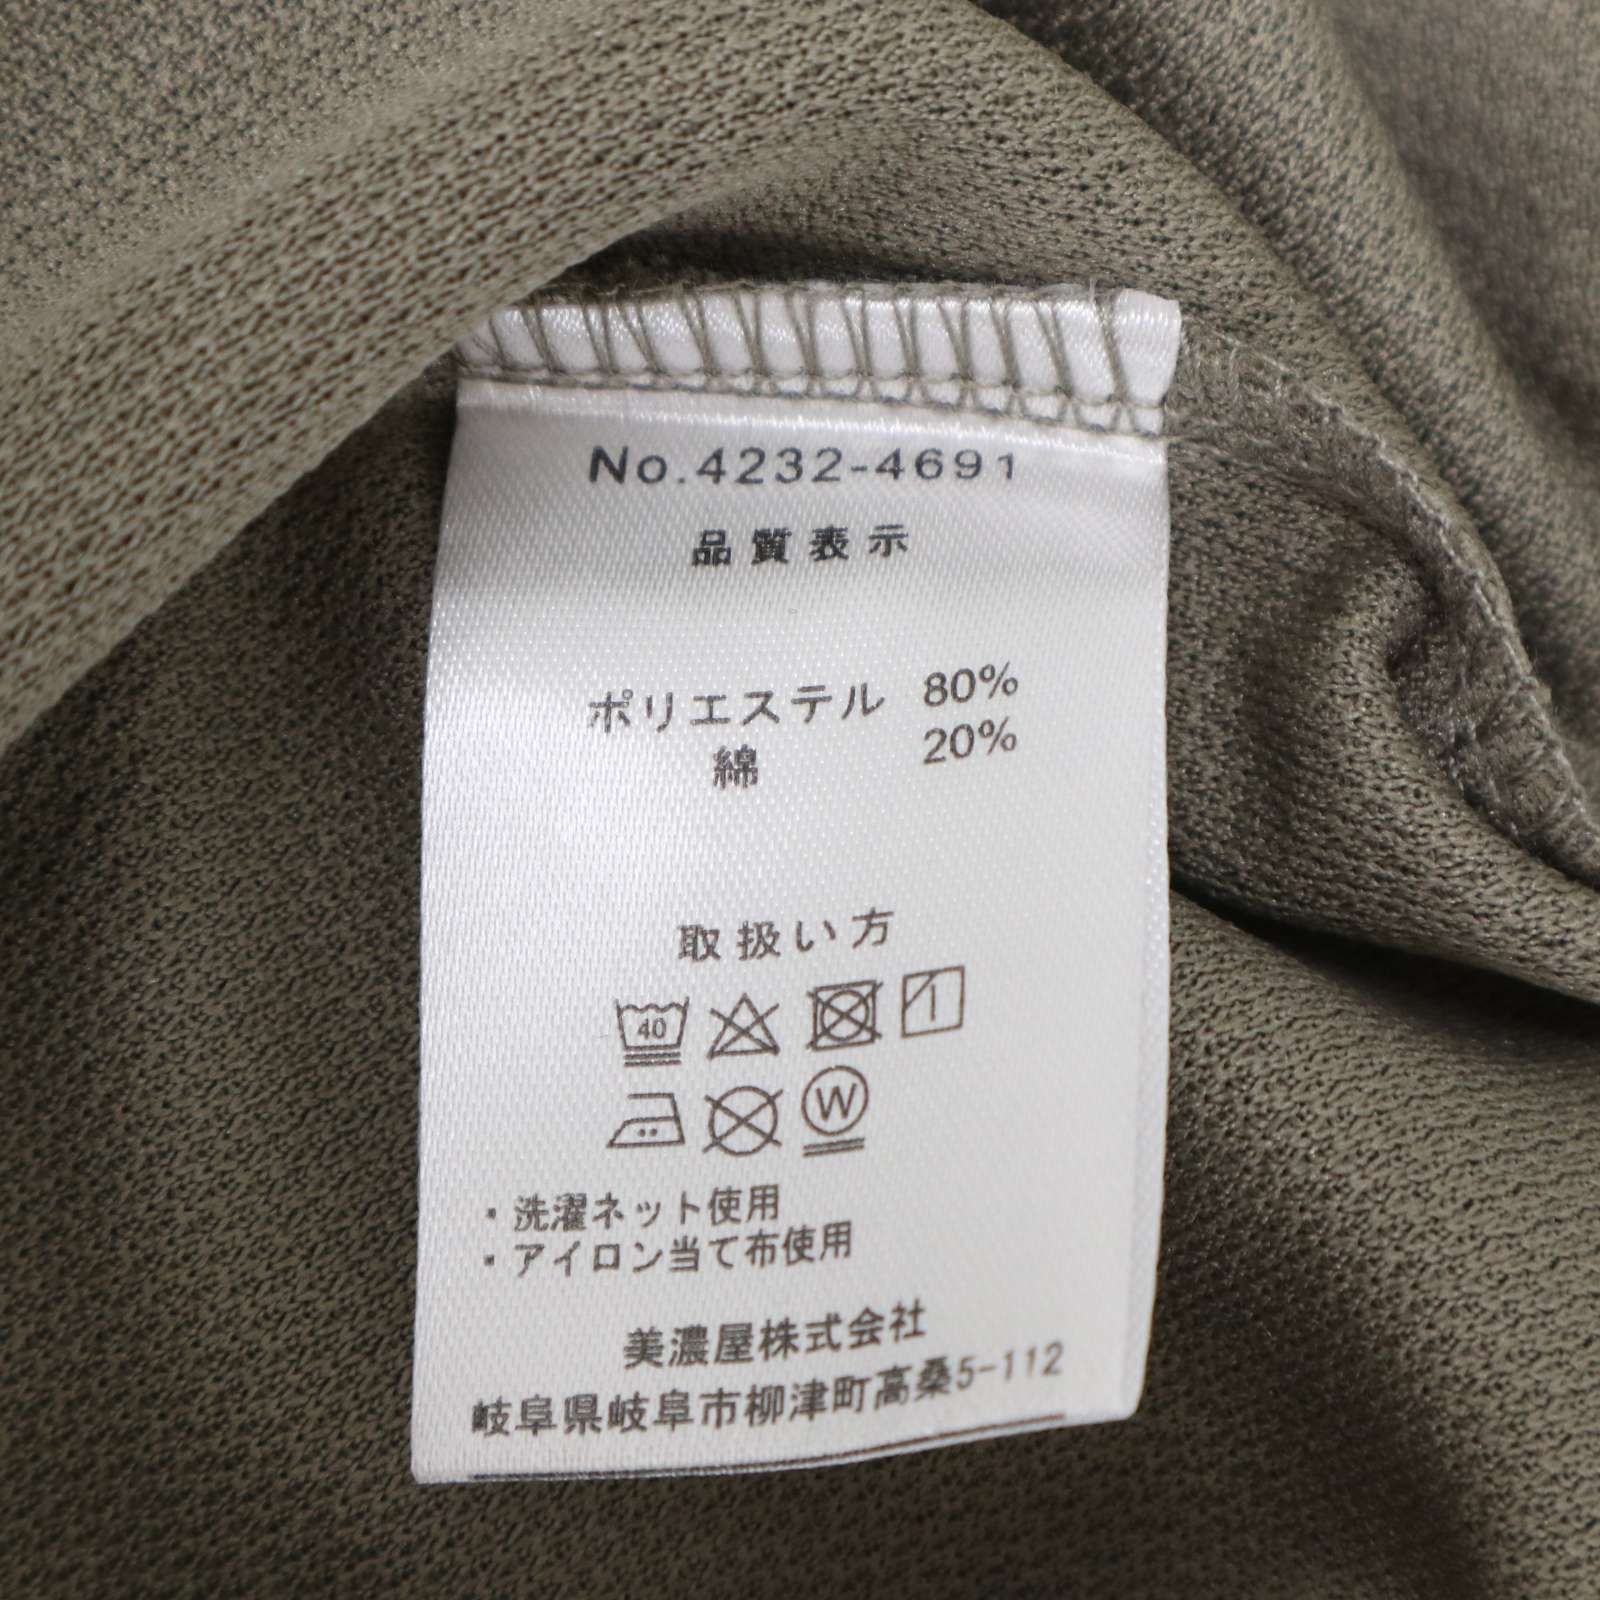 No.4232-4691
品質表示
ポリエステル 80%
綿 20%
取扱い方
40
W
・洗濯ネット使用
・アイロン当て布使用
美濃屋株式会社
岐阜県岐阜市柳津町高桑5-112